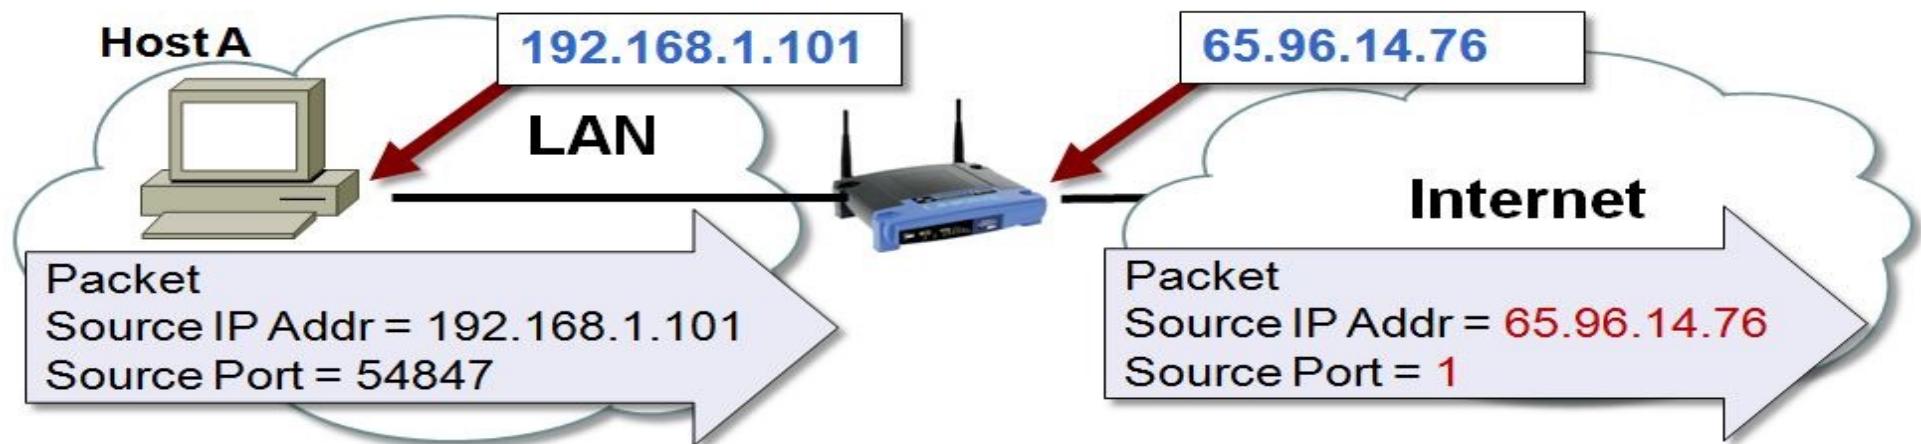 Host A
192.168.1.101
65.96.14.76
LAN
Internet
Packet
Source IP Addr = 192.168.1.101
Source Port = 54847
Packet
Source IP Addr = 65.96.14.76
Source Port = 1